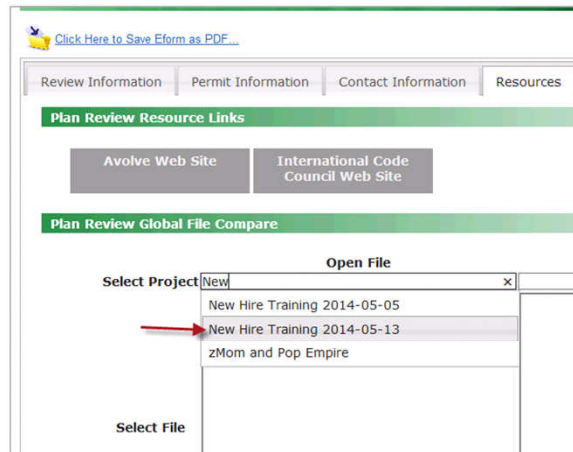 Click Here to Save Eform as PDF...
Review Information Permit Information Contact Information Resources
Plan Review Resource Links
Avolve Web Site
International Code
Council Web Site
Plan Review Global File Compare
Open File
Select Project New ×
New Hire Training 2014-05-05
New Hire Training 2014-05-13
zMom and Pop Empire
Select File